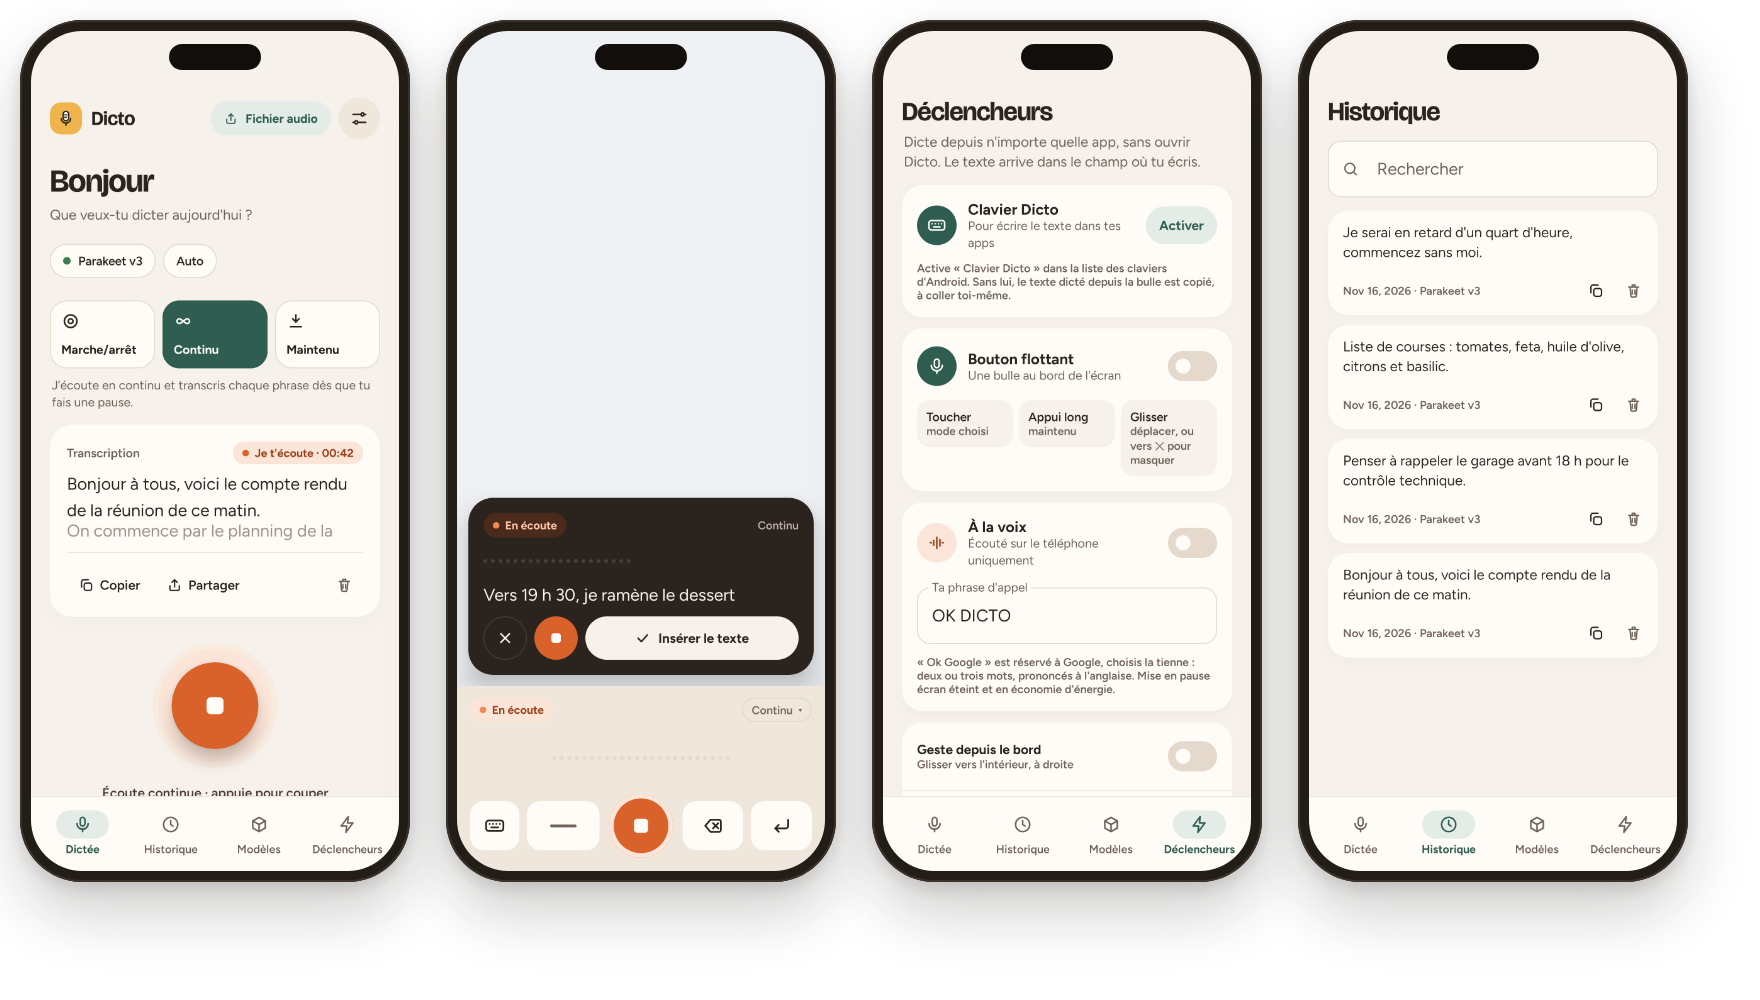 Dicto
Fichier audio
Bonjour
Que veux-tu dicter aujourd'hui ?
Parakeet v3
Auto
Marche/arrêt
Continu
Maintenu
J'écoute en continu et transcris chaque phrase dès que tu
fais une pause.
Transcription
Je t'écoute · 00:42
Bonjour à tous, voici le compte rendu
de la réunion de ce matin.
On commence par le planning de la
Copier
Partager
Écoute continue · appuie pour couper
Dictée
Historique
Modèles
Déclencheurs
En écoute
Continu
Vers 19 h 30, je ramène le dessert
Insérer le texte
En écoute
Continu
Déclencheurs
Dicte depuis n'importe quelle app, sans ouvrir
Dicto. Le texte arrive dans le champ où tu écris.
Clavier Dicto
Pour écrire le texte dans tes
apps
Activer
Active « Clavier Dicto » dans la liste des claviers
d'Android. Sans lui, le texte dicté depuis la bulle est copié,
à coller toi-même.
Bouton flottant
Une bulle au bord de l'écran
Toucher
mode choisi
Appui long
maintenu
Glisser
déplacer, ou
vers ✕ pour
masquer
À la voix
Écouté sur le téléphone
uniquement
Ta phrase d'appel
OK DICTO
« Ok Google » est réservé à Google, choisis la tienne :
deux ou trois mots, prononcés à l'anglaise. Mise en pause
écran éteint et en économie d'énergie.
Geste depuis le bord
Glisser vers l'intérieur, à droite
Dictée
Historique
Modèles
Déclencheurs
Historique
Rechercher
Je serai en retard d'un quart d'heure,
commencez sans moi.
Nov 16, 2026 · Parakeet v3
Liste de courses : tomates, feta, huile d'olive,
citrons et basilic.
Nov 16, 2026 · Parakeet v3
Penser à rappeler le garage avant 18 h pour le
contrôle technique.
Nov 16, 2026 · Parakeet v3
Bonjour à tous, voici le compte rendu de la
réunion de ce matin.
Nov 16, 2026 · Parakeet v3
Dictée
Historique
Modèles
Déclencheurs